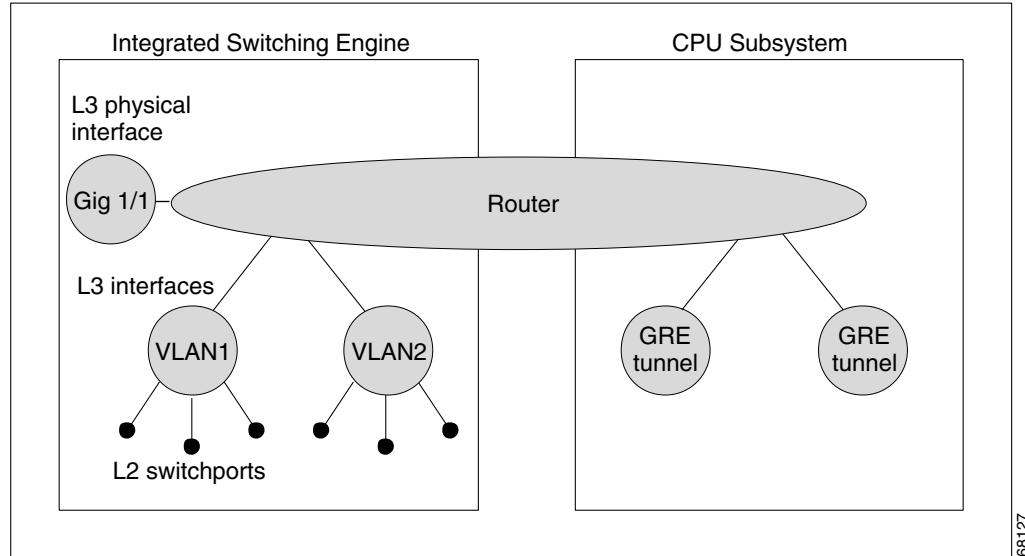 Integrated Switching Engine
CPU Subsystem
L3 physical
interface
Gig 1/1
Router
L3 interfaces
VLAN1
VLAN2
GRE
tunnel
GRE
tunnel
L2 switchports
68127